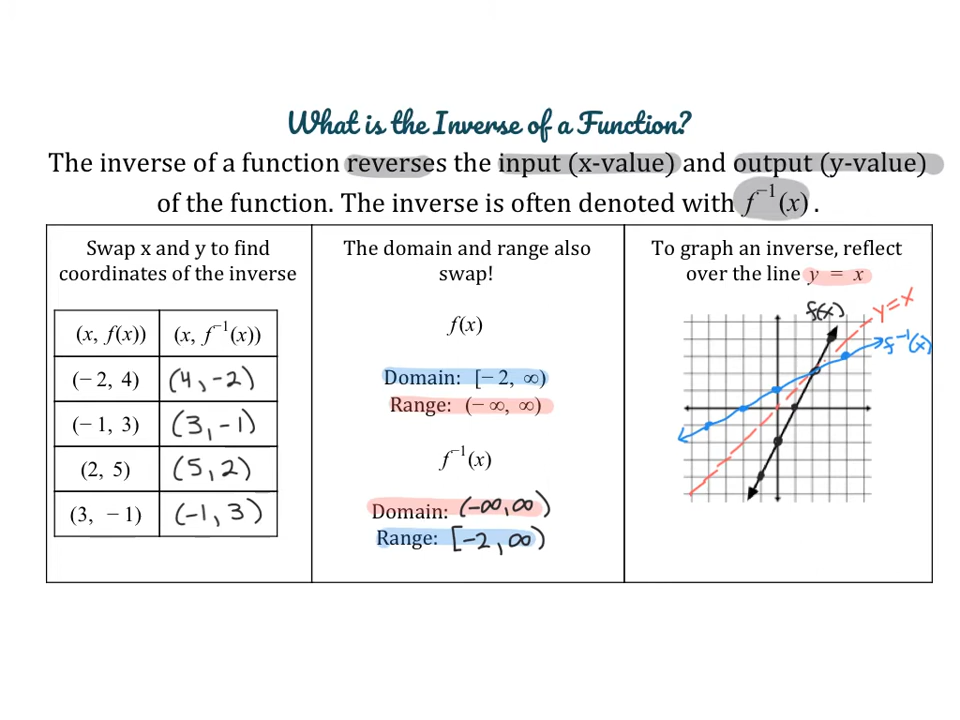 What is the Inverse of a Function?
The inverse of a function reverses the input (x-value) and output (y-value)
of the function. The inverse is often denoted with f⁻¹(x).
Swap x and y to find
coordinates of the inverse
(x, f(x)) (x, f⁻¹(x))
(−2, 4) (4, -2)
(−1, 3) (3, -1)
(2, 5) (5, 2)
(3, −1) (-1, 3)
The domain and range also
swap!
f(x)
Domain: [−2, ∞)
Range: (−∞, ∞)
f⁻¹(x)
Domain: (-∞, ∞)
Range: [-2, ∞)
To graph an inverse, reflect
over the line y = x
f(x)
y=x
f⁻¹(x)